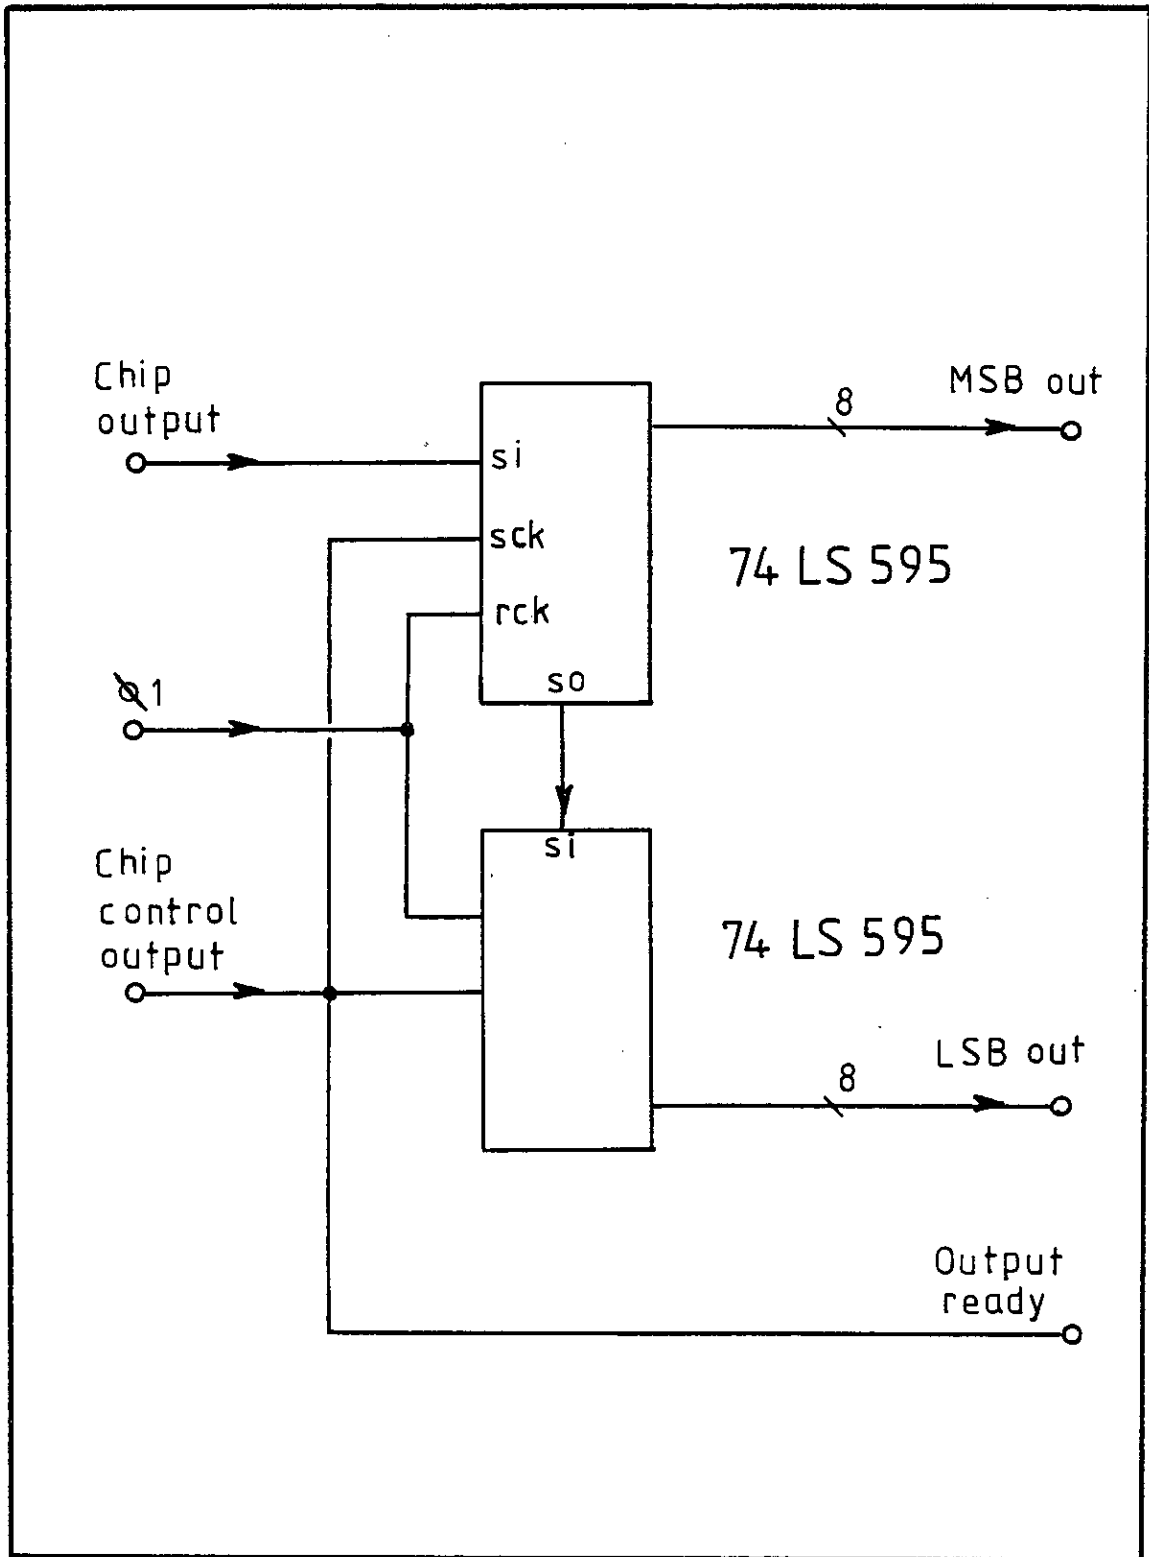 Chip
output
si
sck
rck
so
8
MSB out
74 LS 595
ϕ1
Chip
control
output
si
74 LS 595
8
LSB out
Output
ready